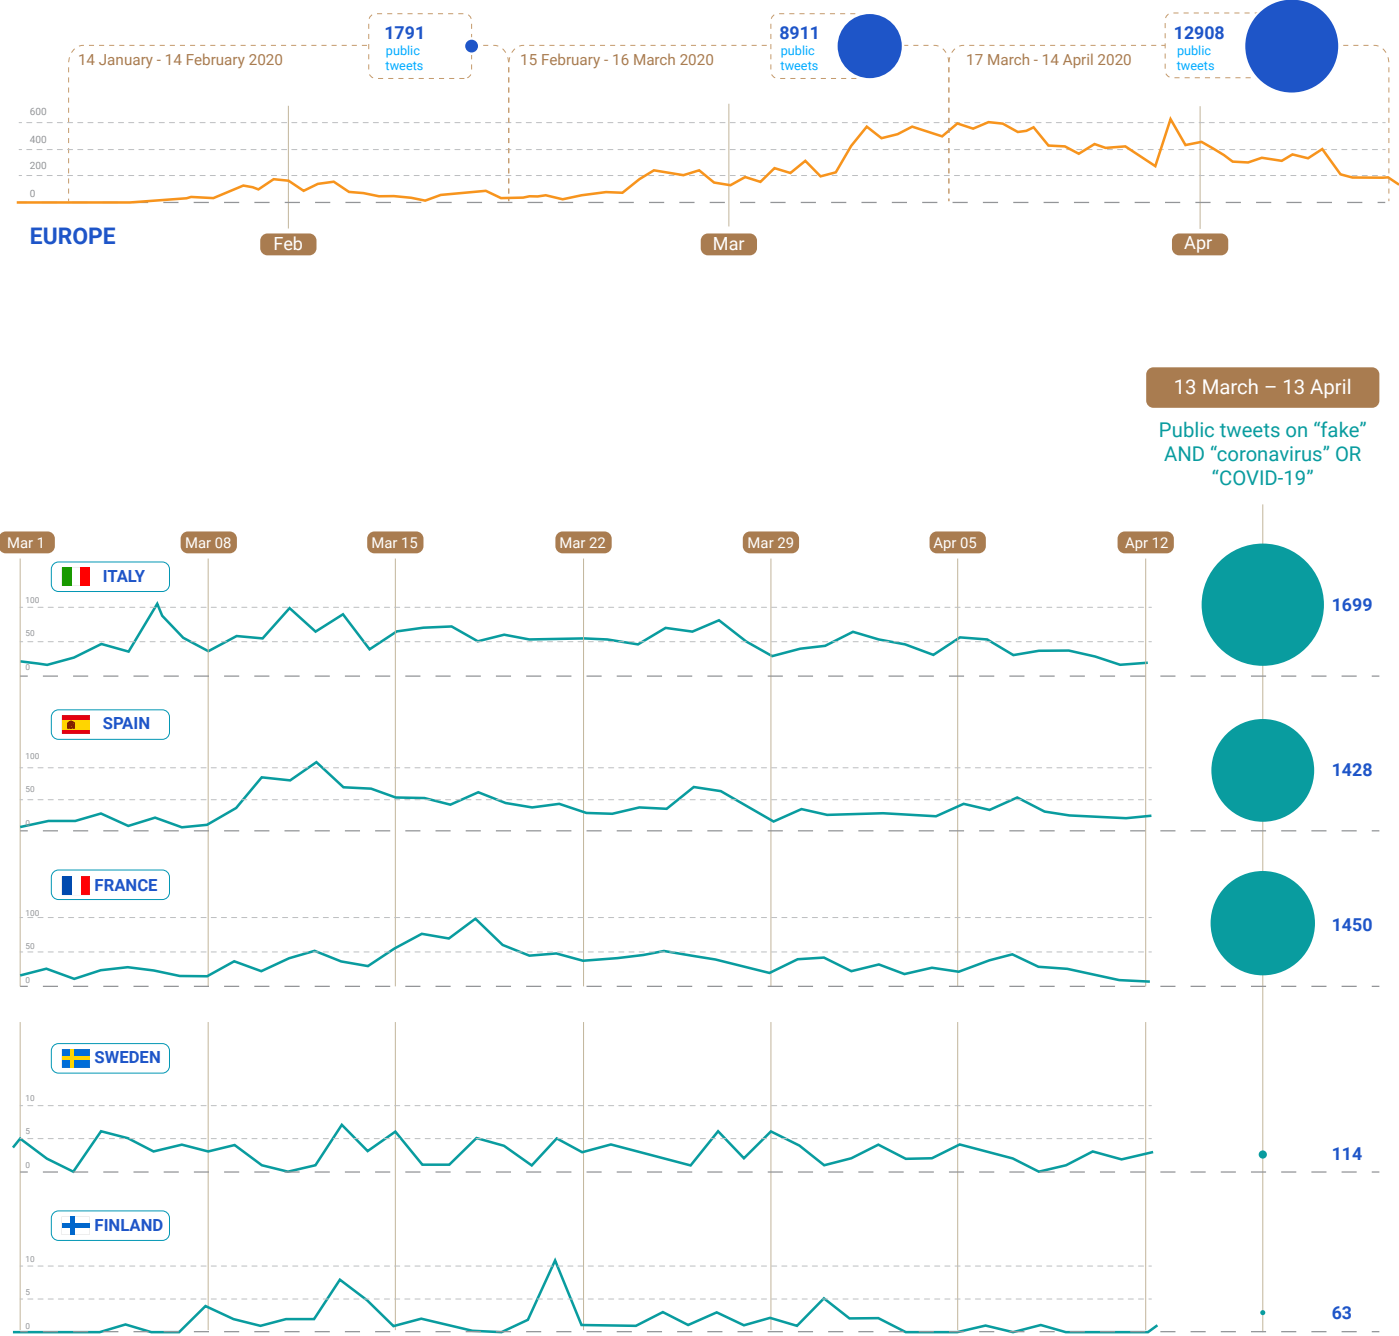 1791
public
tweets
8911
public
tweets
12908
public
tweets
14 January - 14 February 2020
15 February - 16 March 2020
17 March - 14 April 2020
600
400
200
0
EUROPE
Feb
Mar
Apr
13 March – 13 April
Public tweets on “fake”
AND “coronavirus” OR
“COVID-19”
Mar 1
Mar 08
Mar 15
Mar 22
Mar 29
Apr 05
Apr 12
ITALY
100
50
0
1699
SPAIN
100
50
0
1428
FRANCE
100
50
0
1450
SWEDEN
10
5
0
114
FINLAND
10
5
0
63